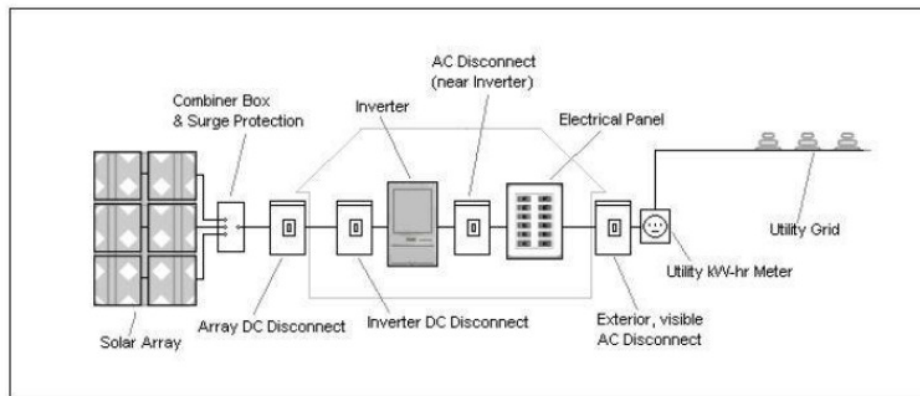 AC Disconnect
(near Inverter)
Combiner Box
& Surge Protection
Inverter
Electrical Panel
Utility Grid
Utility kW-hr Meter
Solar Array
Array DC Disconnect
Inverter DC Disconnect
Exterior, visible
AC Disconnect